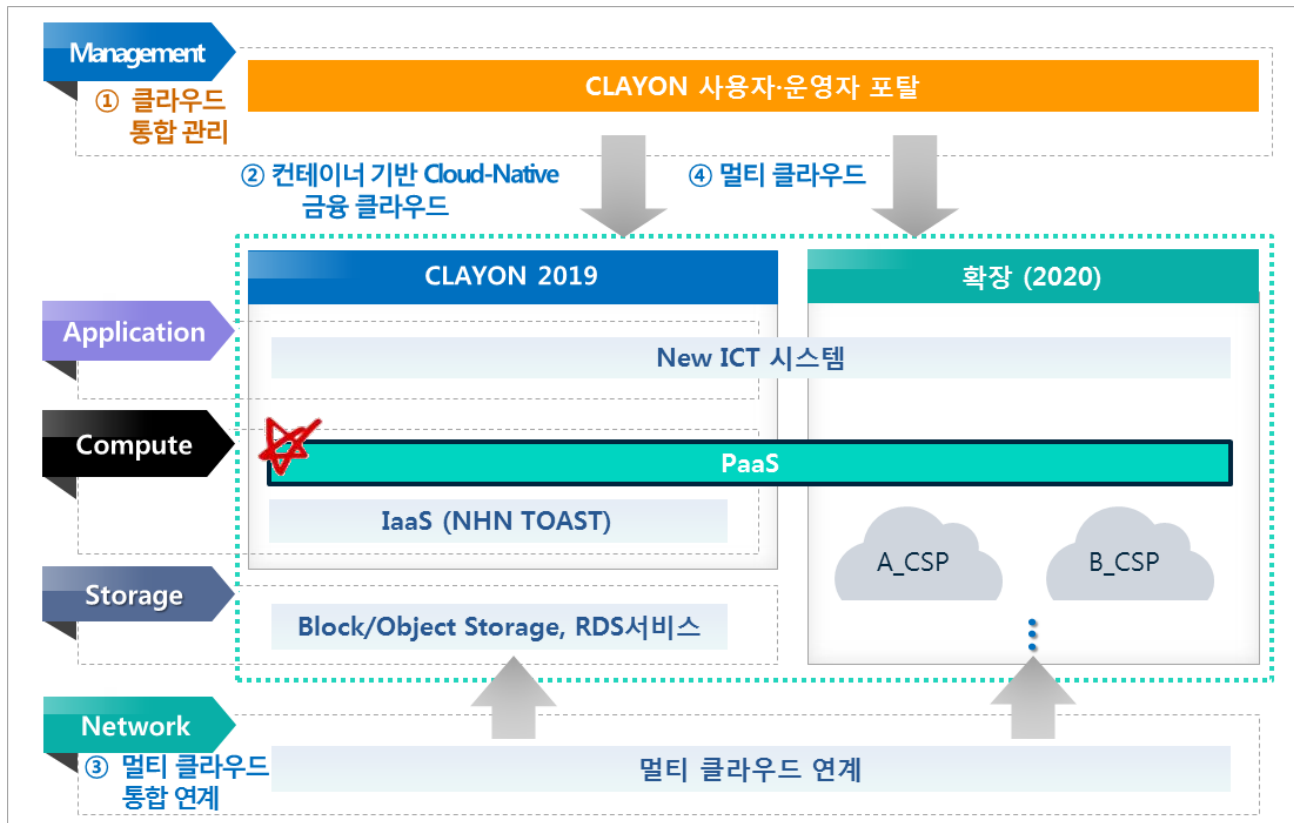 Management
① 클라우드
통합 관리
CLAYON 사용자·운영자 포탈
② 컨테이너 기반 Cloud-Native
금융 클라우드
④ 멀티 클라우드
CLAYON 2019
확장 (2020)
Application
New ICT 시스템
Compute
PaaS
IaaS (NHN TOAST)
A_CSP
B_CSP
Storage
Block/Object Storage, RDS서비스
Network
③ 멀티 클라우드
통합 연계
멀티 클라우드 연계